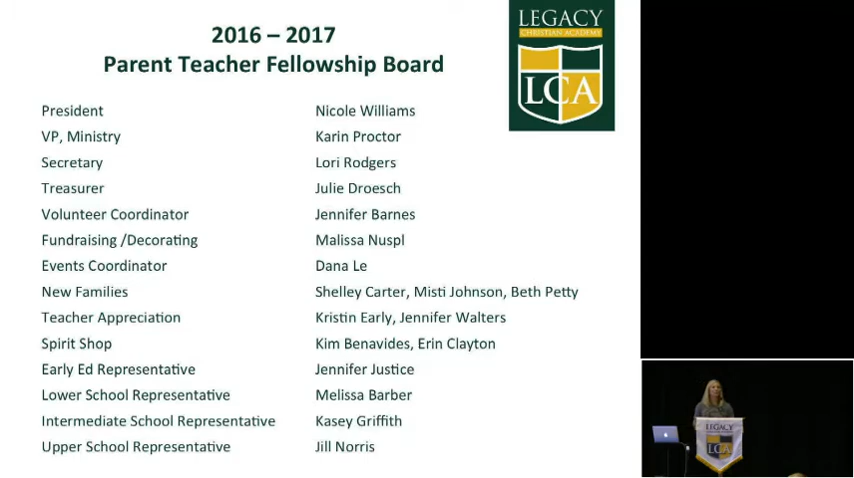 2016 – 2017
Parent Teacher Fellowship Board
LEGACY
CHRISTIAN ACADEMY
LCA
President Nicole Williams
VP, Ministry Karin Proctor
Secretary Lori Rodgers
Treasurer Julie Droesch
Volunteer Coordinator Jennifer Barnes
Fundraising /Decorating Malissa Nuspl
Events Coordinator Dana Le
New Families Shelley Carter, Misti Johnson, Beth Petty
Teacher Appreciation Kristin Early, Jennifer Walters
Spirit Shop Kim Benavides, Erin Clayton
Early Ed Representative Jennifer Justice
Lower School Representative Melissa Barber
Intermediate School Representative Kasey Griffith
Upper School Representative Jill Norris
LEGACY
LCA